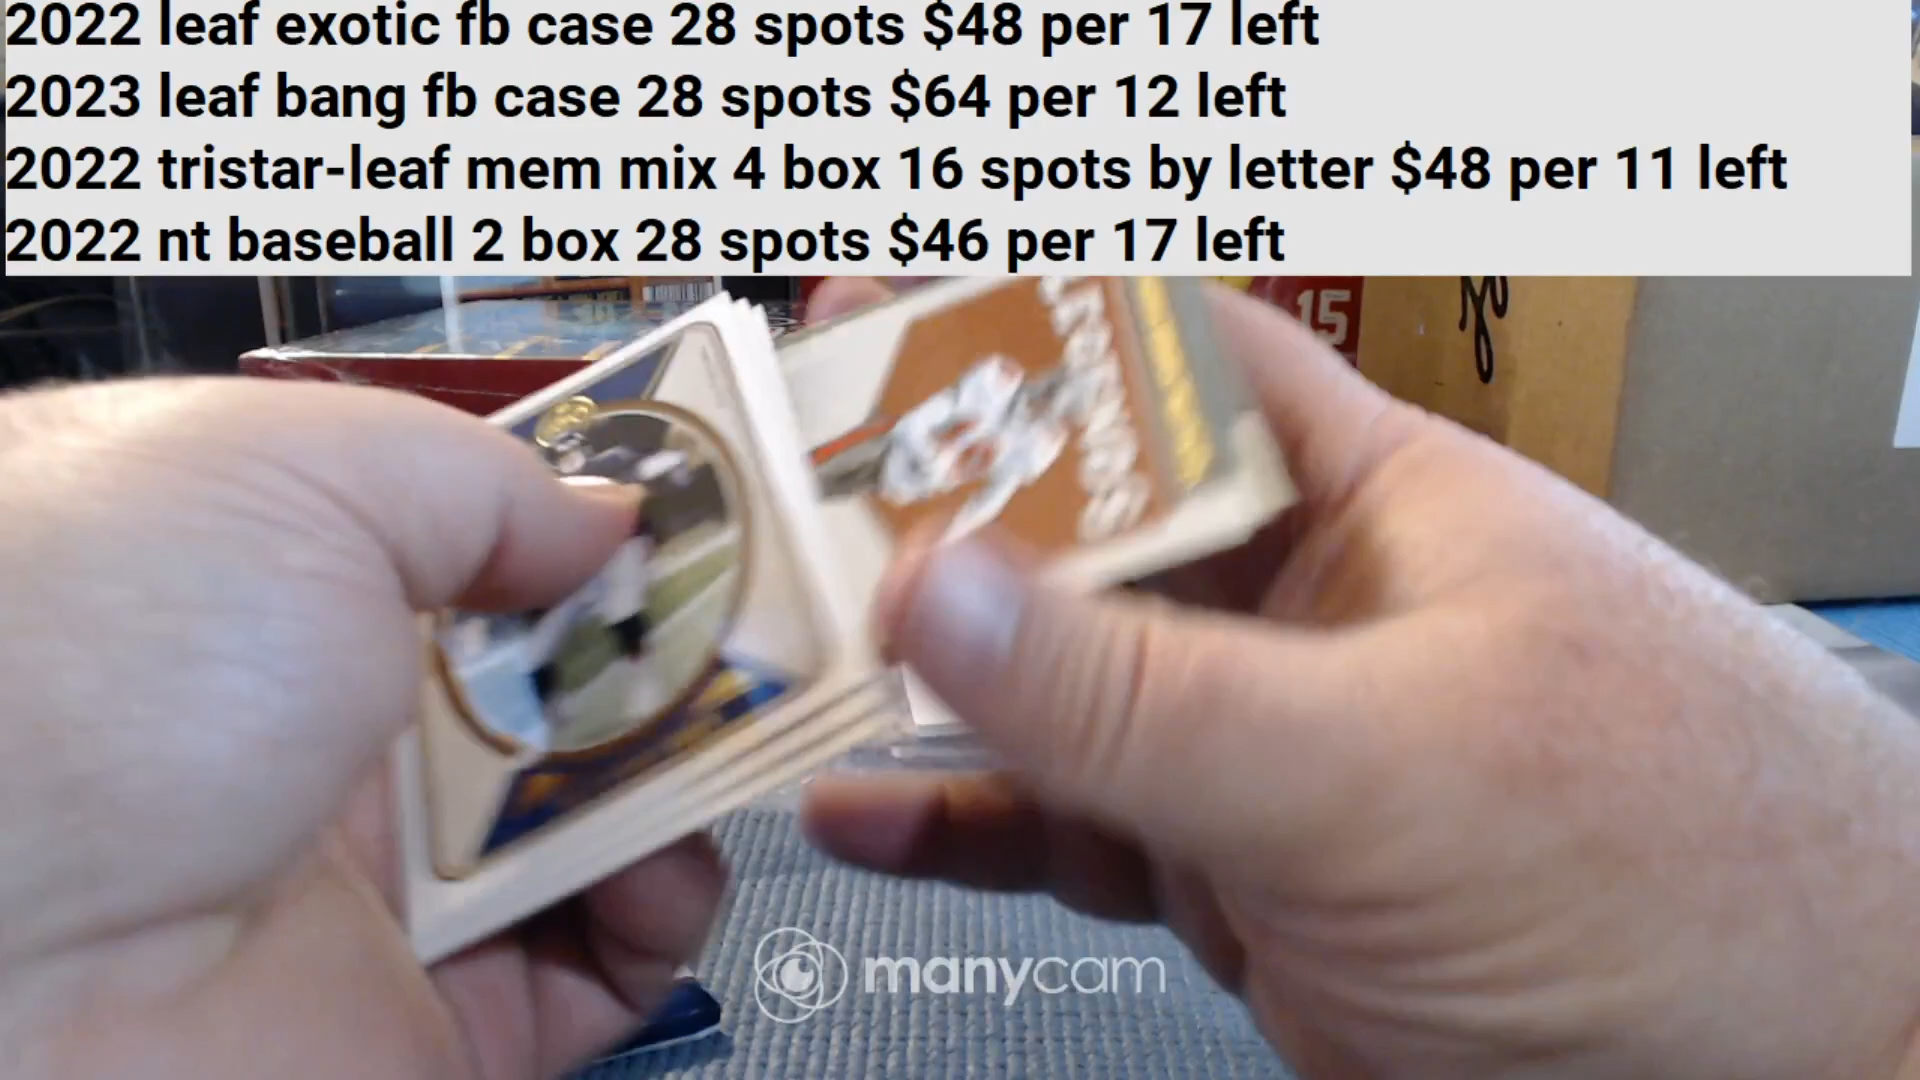 2022 leaf exotic fb case 28 spots $48 per 17 left
2023 leaf bang fb case 28 spots $64 per 12 left
2022 tristar-leaf mem mix 4 box 16 spots by letter $48 per 11 left
2022 nt baseball 2 box 28 spots $46 per 17 left
15
manycam